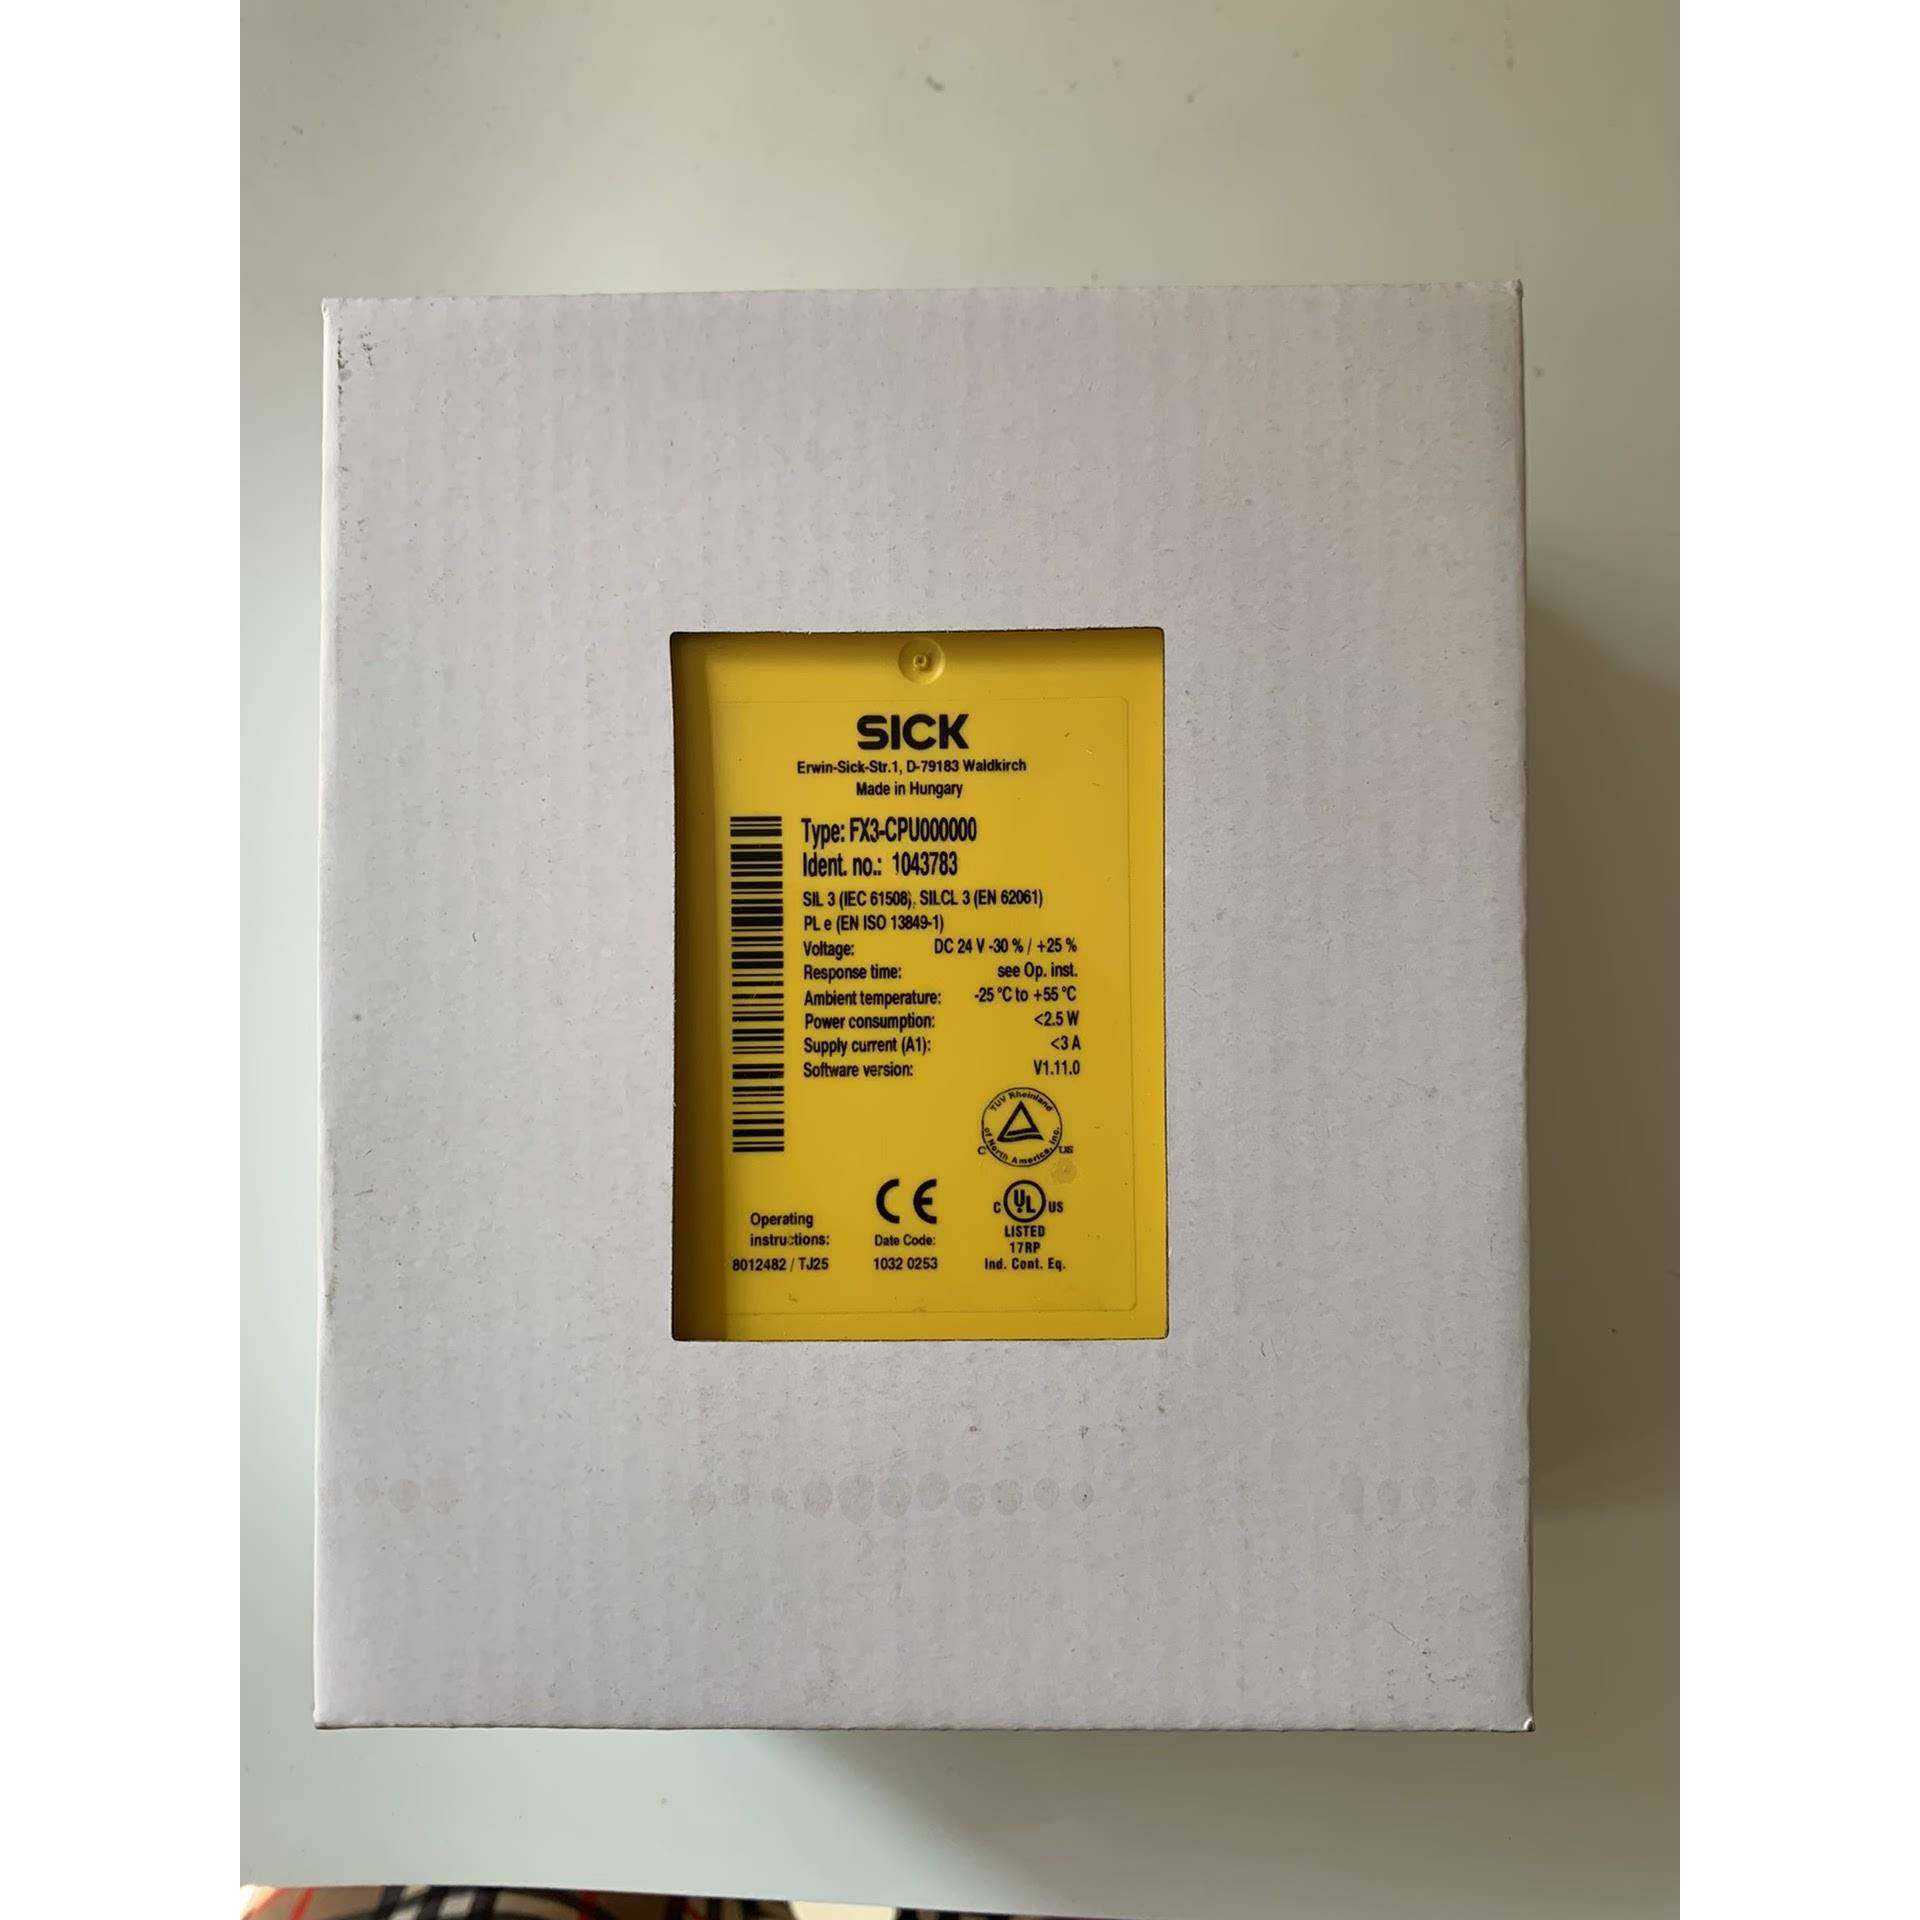 SICK
Erwin-Sick-Str.1, D-79183 Waldkirch
Made in Hungary
Type: FX3-CPU000000
Ident. no.: 1043783
SIL 3 (IEC 61508), SILCL 3 (EN 62061)
PL e (EN ISO 13849-1)
Voltage: DC 24 V -30 % / +25 %
Response time: see Op. inst.
Ambient temperature: -25 °C to +55 °C
Power consumption: <2.5 W
Supply current (A1): <3 A
Software version: V1.11.0
TÜV Rheinland
of North America, Inc.
C US
CE
C UL US
LISTED
17RP
Ind. Cont. Eq.
Operating
instructions:
8012482 / TJ25
Date Code:
1032 0253